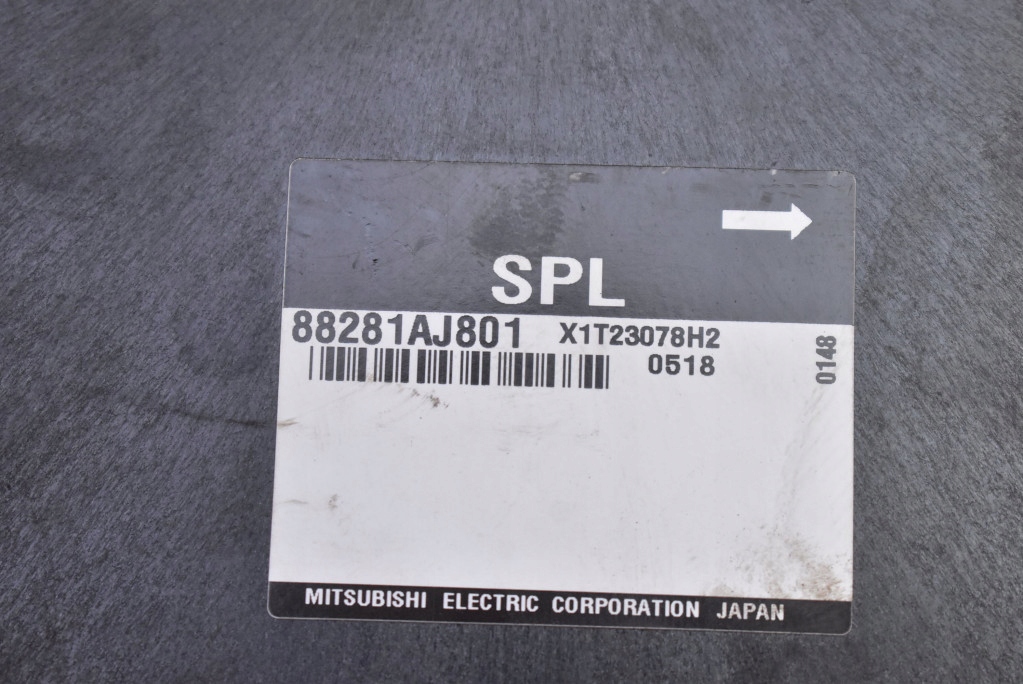 SPL
88281AJ801 X1T23078H2
0518
0148
MITSUBISHI ELECTRIC CORPORATION JAPAN